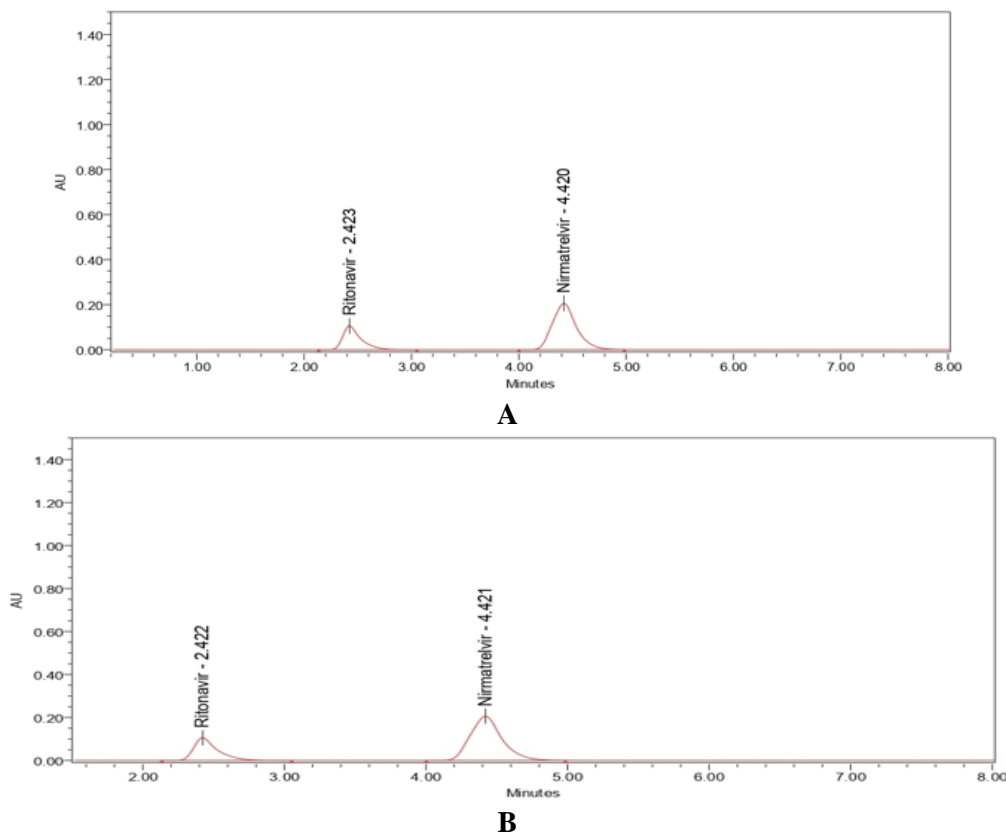 1.40
1.20
1.00
0.80
0.60
0.40
0.20
0.00
AU
Ritonavir - 2.423
Nirmatrelvir - 4.420
1.00 2.00 3.00 4.00 5.00 6.00 7.00 8.00
Minutes
A
1.40
1.20
1.00
0.80
0.60
0.40
0.20
0.00
AU
Ritonavir - 2.422
Nirmatrelvir - 4.421
2.00 3.00 4.00 5.00 6.00 7.00 8.00
Minutes
B